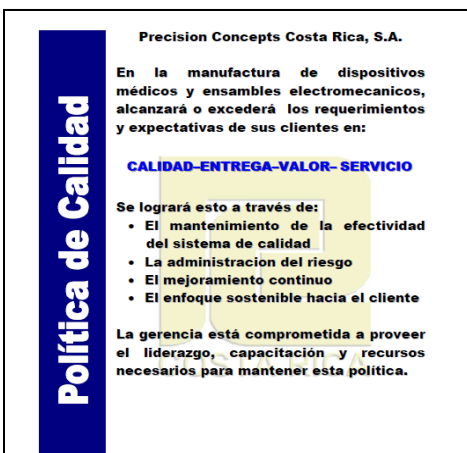 Política de Calidad
Precision Concepts Costa Rica, S.A.
En la manufactura de dispositivos
médicos y ensambles electromecanicos,
alcanzará o excederá los requerimientos
y expectativas de sus clientes en:
CALIDAD–ENTREGA–VALOR– SERVICIO
Se logrará esto a través de:
• El mantenimiento de la efectividad
del sistema de calidad
• La administracion del riesgo
• El mejoramiento continuo
• El enfoque sostenible hacia el cliente
La gerencia está comprometida a proveer
el liderazgo, capacitación y recursos
necesarios para mantener esta política.
COSTA RICA